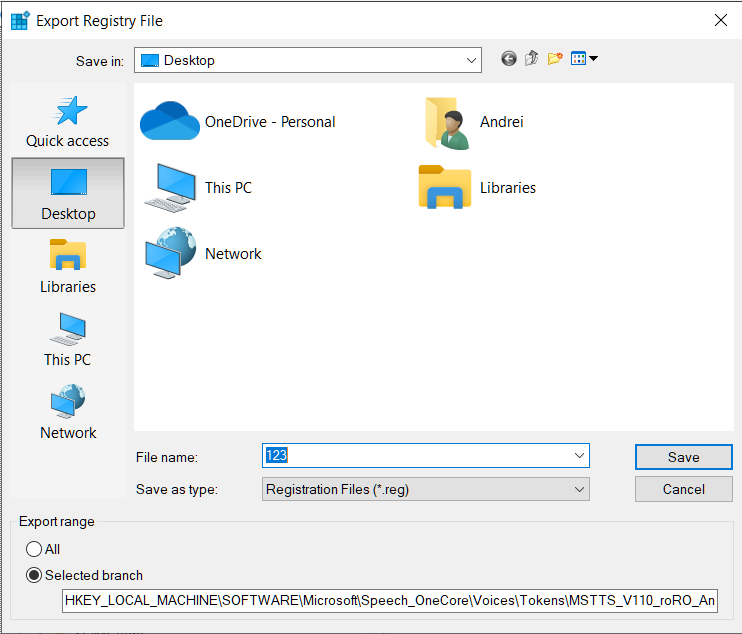 Export Registry File
Save in:
Desktop
Quick access
Desktop
Libraries
This PC
Network
OneDrive - Personal
Andrei
This PC
Libraries
Network
File name:
123
Save
Save as type:
Registration Files (*.reg)
Cancel
Export range
All
Selected branch
HKEY_LOCAL_MACHINE\SOFTWARE\Microsoft\Speech_OneCore\Voices\Tokens\MSTTS_V110_roRO_An